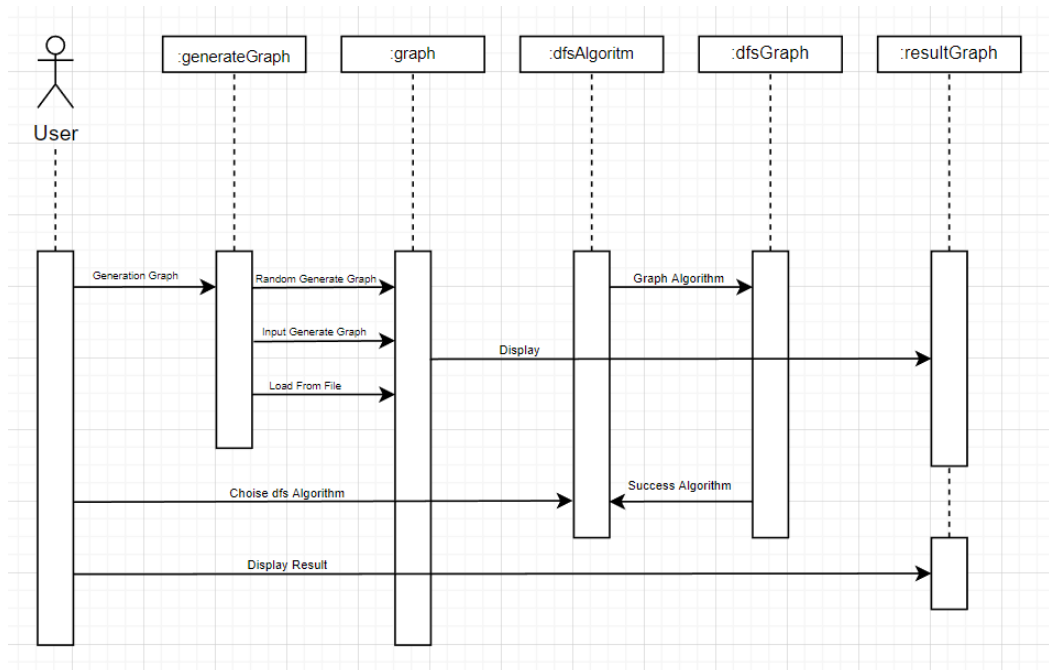 :generateGraph
:graph
:dfsAlgoritm
:dfsGraph
:resultGraph
User
Generation Graph
Random Generate Graph
Graph Algorithm
Input Generate Graph
Display
Load From File
Choise dfs Algorithm
Success Algorithm
Display Result